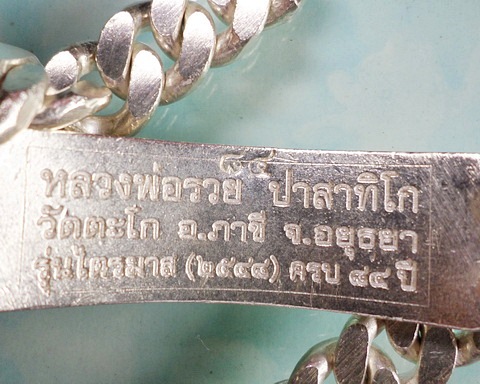 ๘๔
หลวงพ่อรวย ปาสาทิโก
วัดตะโก อ.ภาชี จ.อยุธยา
รุ่นไตรมาส (๒๕๔๘) ครบ ๘๔ ปี